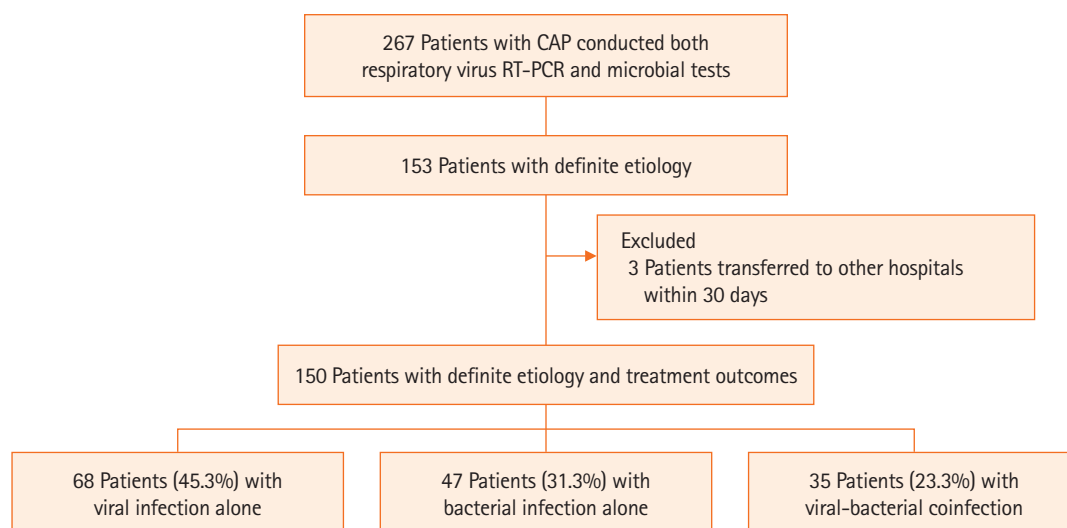 267 Patients with CAP conducted both
respiratory virus RT-PCR and microbial tests
153 Patients with definite etiology
Excluded
3 Patients transferred to other hospitals
within 30 days
150 Patients with definite etiology and treatment outcomes
68 Patients (45.3%) with
viral infection alone
47 Patients (31.3%) with
bacterial infection alone
35 Patients (23.3%) with
viral-bacterial coinfection